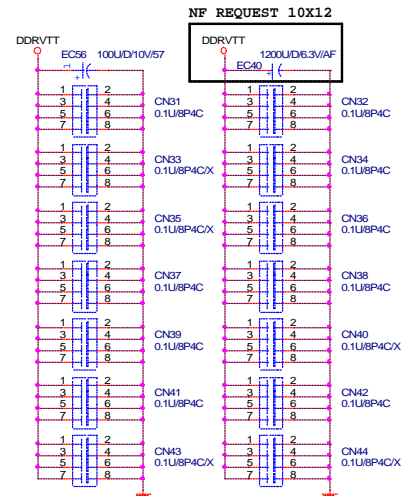 NF REQUEST 10X12
DDRVTT
DDRVTT
EC56 100U/D/10V/57
1200U/D/6.3V/AF
1
+
EC40
+
1 2
3 4
5 6
7 8
CN31
0.1U/8P4C
1 2
3 4
5 6
7 8
CN32
0.1U/8P4C
1 2
3 4
5 6
7 8
CN33
0.1U/8P4C/X
1 2
3 4
5 6
7 8
CN34
0.1U/8P4C
1 2
3 4
5 6
7 8
CN35
0.1U/8P4C/X
1 2
3 4
5 6
7 8
CN36
0.1U/8P4C
1 2
3 4
5 6
7 8
CN37
0.1U/8P4C
1 2
3 4
5 6
7 8
CN38
0.1U/8P4C
1 2
3 4
5 6
7 8
CN39
0.1U/8P4C
1 2
3 4
5 6
7 8
CN40
0.1U/8P4C/X
1 2
3 4
5 6
7 8
CN41
0.1U/8P4C
1 2
3 4
5 6
7 8
CN42
0.1U/8P4C
1 2
3 4
5 6
7 8
CN43
0.1U/8P4C/X
1 2
3 4
5 6
7 8
CN44
0.1U/8P4C/X